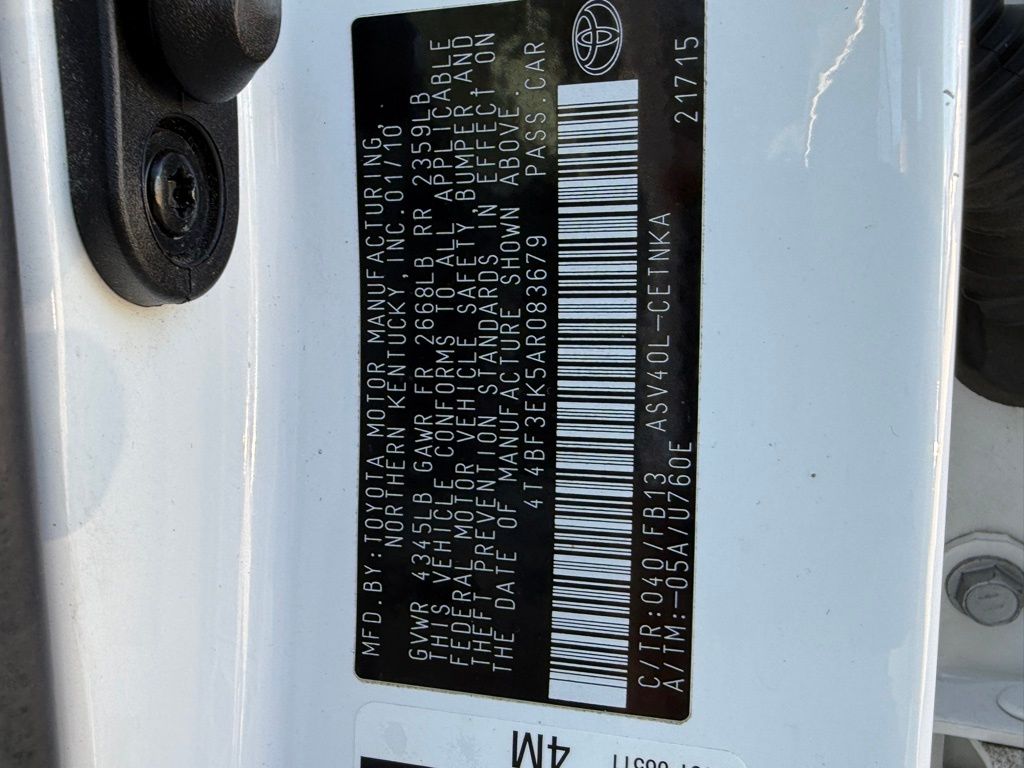 MFD.BY:TOYOTA MOTOR MANUFACTURING,
NORTHERN KENTUCKY,INC.01/10
GVWR 4345LB GAWR FR 2668LB RR 2359LB
THIS VEHICLE CONFORMS TO ALL APPLICABLE
FEDERAL MOTOR VEHICLE SAFETY, BUMPER AND
THEFT PREVENTION STANDARDS IN EFFECT ON
THE DATE OF MANUFACTURE SHOWN ABOVE.
4T4BF3EK5AR083679 PASS.CAR
C/TR:040/FB13 ASV40L-CETNKA 21715
A/TM:-05A/U760E
4M